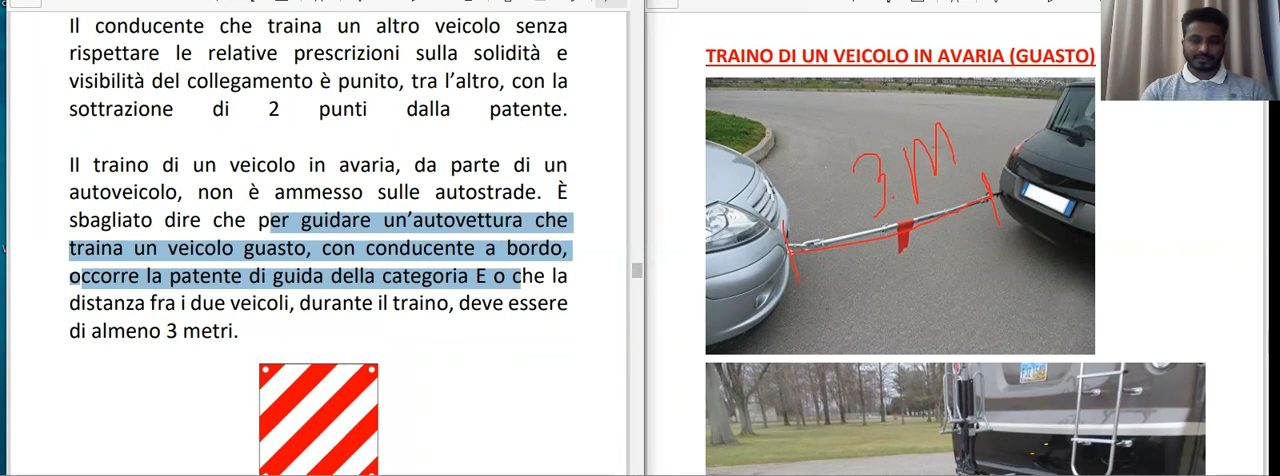 Il conducente che traina un altro veicolo senza
rispettare le relative prescrizioni sulla solidità e
visibilità del collegamento è punito, tra l'altro, con la
sottrazione di 2 punti dalla patente.
Il traino di un veicolo in avaria, da parte di un
autoveicolo, non è ammesso sulle autostrade. È
sbagliato dire che per guidare un'autovettura che
traina un veicolo guasto, con conducente a bordo,
occorre la patente di guida della categoria E o che la
distanza fra i due veicoli, durante il traino, deve essere
di almeno 3 metri.
TRAINO DI UN VEICOLO IN AVARIA (GUASTO)
3.M